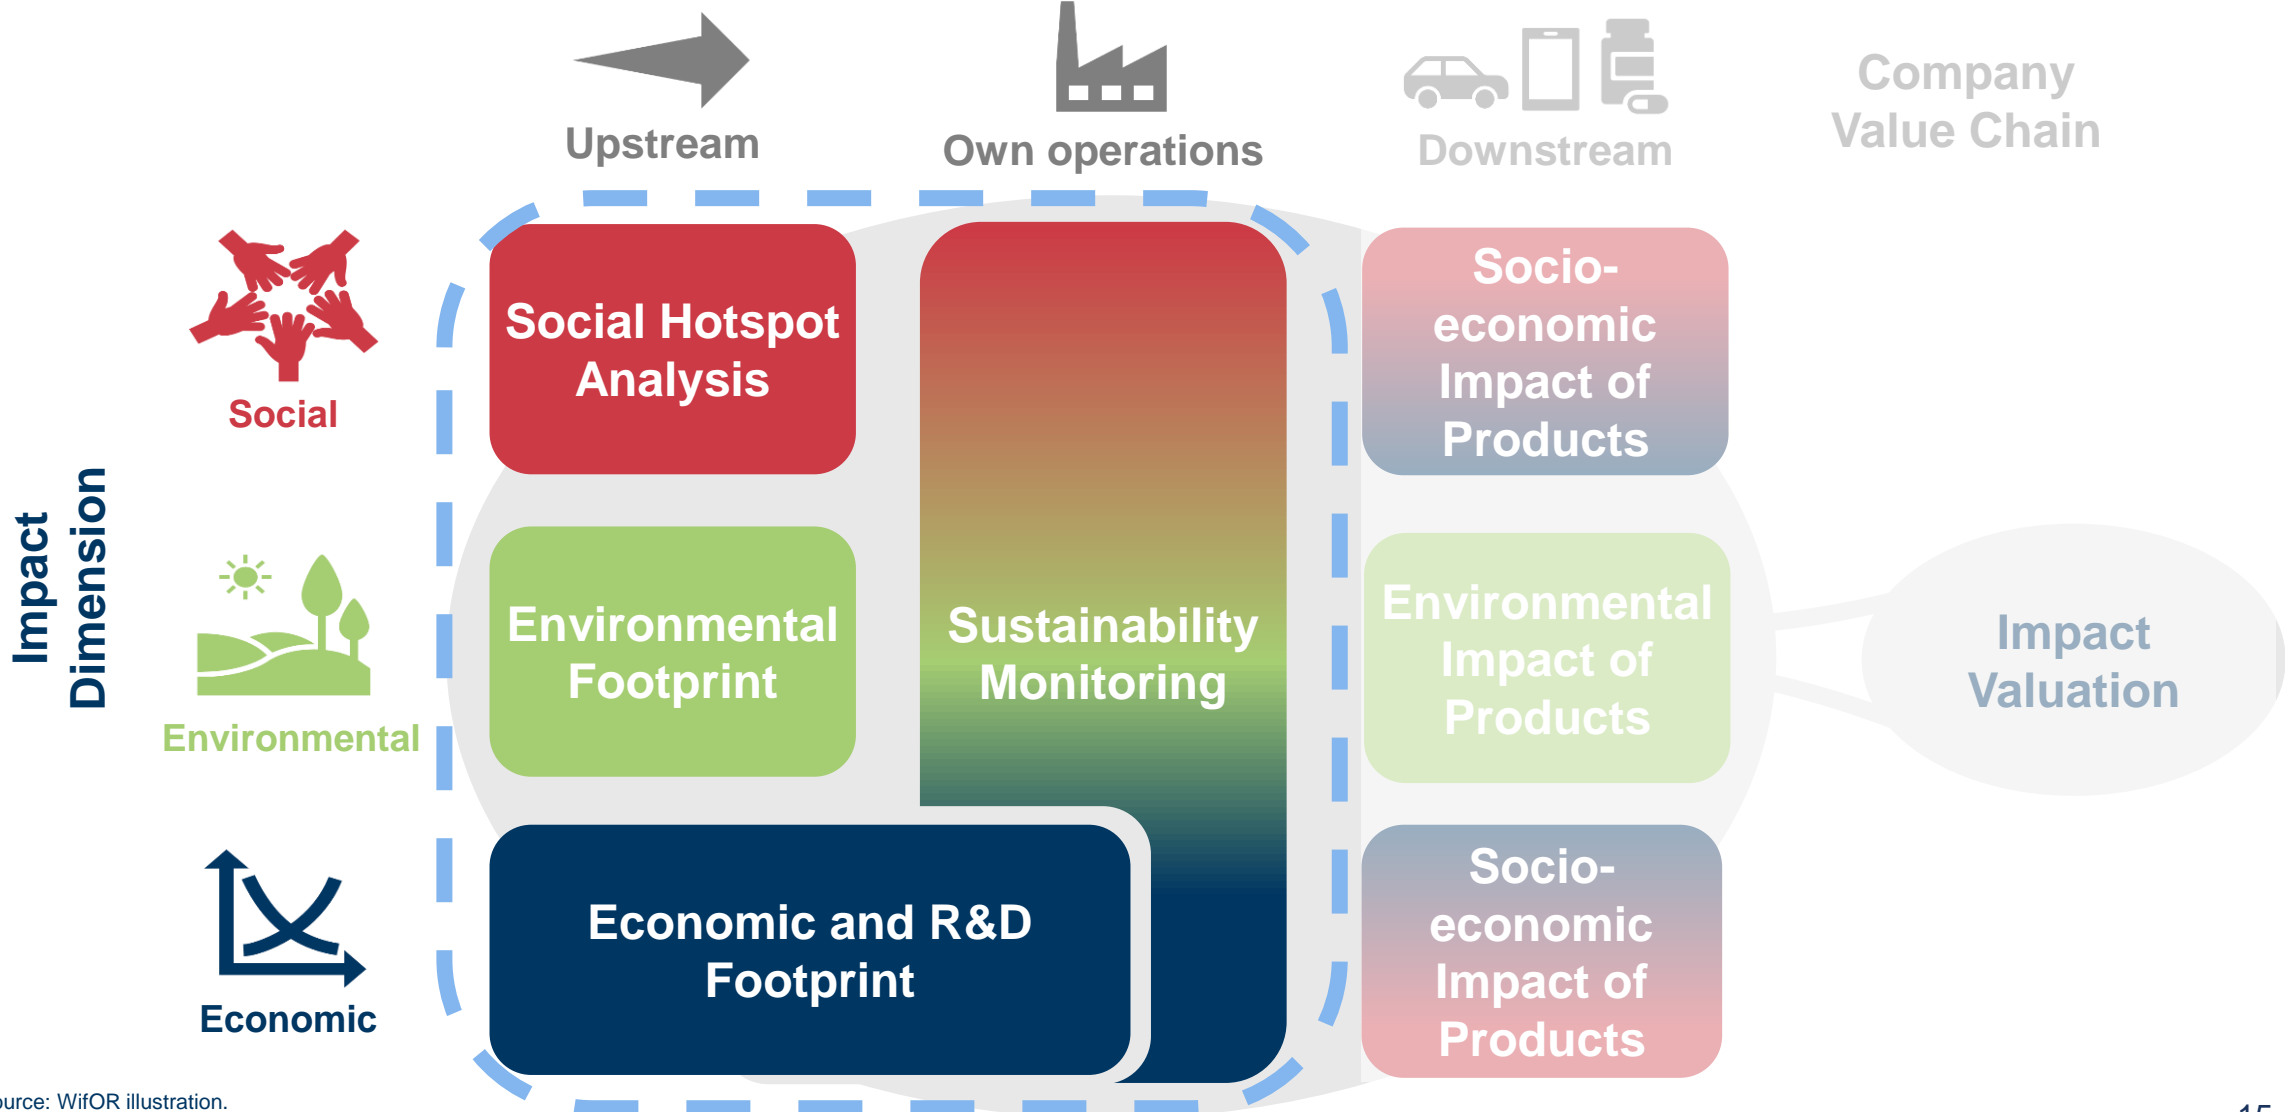 Upstream
Own operations
Downstream
Company
Value Chain
Impact
Dimension
Social
Social Hotspot
Analysis
Socio-
economic
Impact of
Products
Environmental
Environmental
Footprint
Sustainability
Monitoring
Environmental
Impact of
Products
Impact
Valuation
Economic
Economic and R&D
Footprint
Socio-
economic
Impact of
Products
ource: WifOR illustration.
15